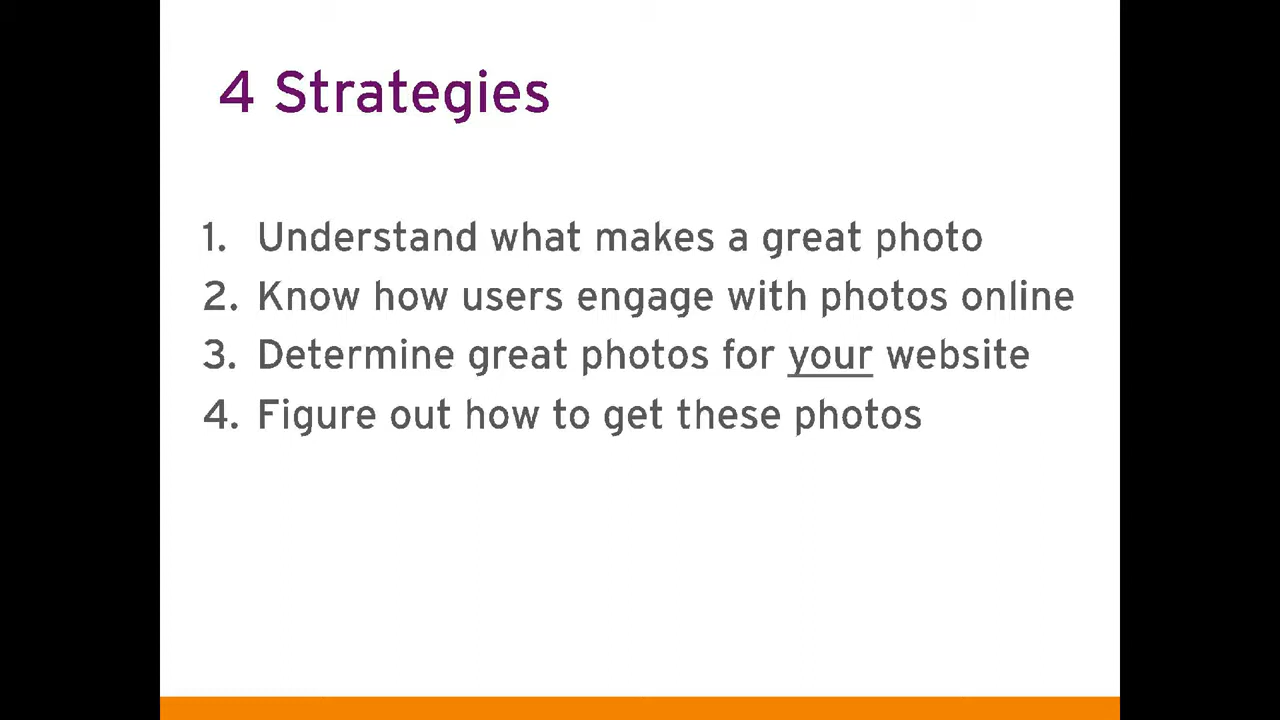 4 Strategies
1. Understand what makes a great photo
2. Know how users engage with photos online
3. Determine great photos for your website
4. Figure out how to get these photos